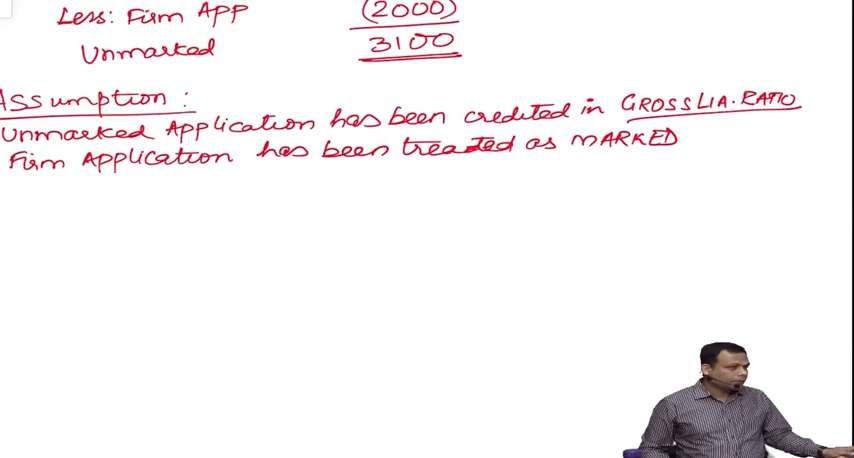 Less: Firm App (2000)
Unmarked 3100
Assumption:
Unmarked Application has been credited in GROSS LIA. RATIO
Firm Application has been treated as MARKED